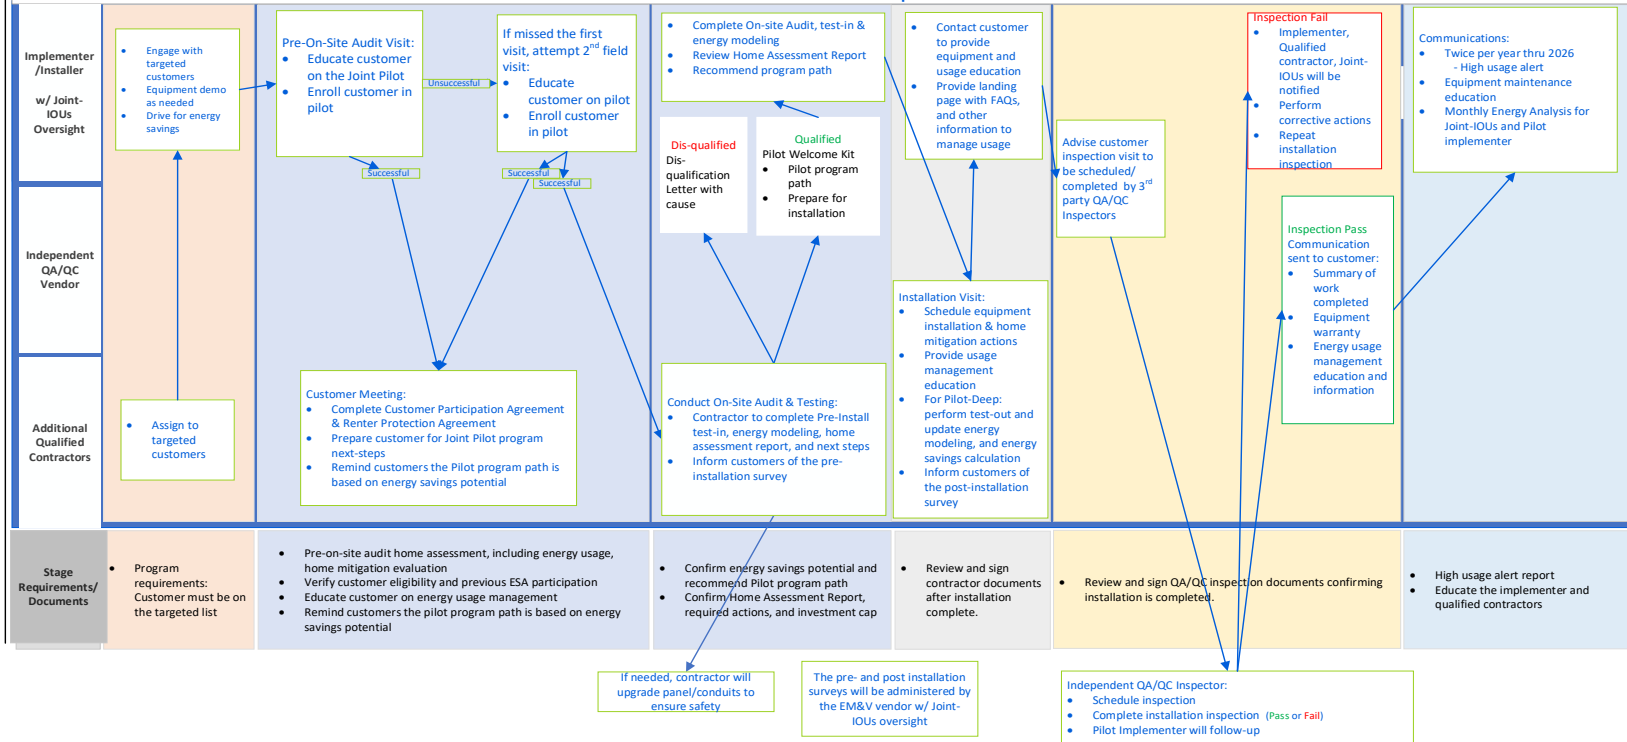 Implementer
/Installer
w/ Joint-
IOUs
Oversight
Independent
QA/QC
Vendor
Additional
Qualified
Contractors
Stage
Requirements/
Documents
• Engage with
targeted
customers
• Equipment demo
as needed
• Drive for energy
savings
• Assign to
targeted
customers
• Program
requirements:
Customer must be
on the targeted list
Pre-On-Site Audit Visit:
• Educate customer
on the Joint Pilot
• Enroll customer in
pilot
Unsuccessful
If missed the first
visit, attempt 2nd field
visit:
• Educate
customer on pilot
• Enroll customer
in pilot
Successful
Successful
Successful
Customer Meeting:
• Complete Customer Participation Agreement
& Renter Protection Agreement
• Prepare customer for Joint Pilot program
next-steps
• Remind customers the Pilot program path is
based on energy savings potential
• Pre-on-site audit home assessment, including energy usage,
home mitigation evaluation
• Verify customer eligibility and previous ESA participation
• Educate customer on energy usage management
• Remind customers the pilot program path is based on energy
savings potential
• Complete On-site Audit, test-in &
energy modeling
• Review Home Assessment Report
• Recommend program path
Dis-qualified
Dis-
qualification
Letter with
cause
Qualified
Pilot Welcome Kit
• Pilot program
path
• Prepare for
installation
Conduct On-Site Audit & Testing:
• Contractor to complete Pre-Install
test-in, energy modeling, home
assessment report, and next steps
• Inform customers of the pre-
installation survey
• Confirm energy savings potential and
recommend Pilot program path
• Confirm Home Assessment Report,
required actions, and investment cap
If needed, contractor will
upgrade panel/conduits to
ensure safety
• Contact customer
to provide
equipment and
usage education
• Provide landing
page with FAQs,
and other
information to
manage usage
Installation Visit:
• Schedule equipment
installation & home
mitigation actions
• Provide usage
management
education
• For Pilot-Deep:
perform test-out and
update energy
modeling, and energy
savings calculation
• Inform customers of
the post-installation
survey
• Review and sign
contractor documents
after installation
complete.
The pre- and post installation
surveys will be administered by
the EM&V vendor w/ Joint-
IOUs oversight
Advise customer
inspection visit to
be scheduled/
completed by 3rd
party QA/QC
Inspectors
Inspection Fail
• Implementer,
Qualified
contractor, Joint-
IOUs will be
notified
• Perform
corrective actions
• Repeat
installation
inspection
Inspection Pass
Communication
sent to customer:
• Summary of
work
completed
• Equipment
warranty
• Energy usage
management
education and
information
• Review and sign QA/QC inspection documents confirming
installation is completed.
Independent QA/QC Inspector:
• Schedule inspection
• Complete installation inspection (Pass or Fail)
• Pilot Implementer will follow-up
Communications:
• Twice per year thru 2026
- High usage alert
• Equipment maintenance
education
• Monthly Energy Analysis for
Joint-IOUs and Pilot
implementer
• High usage alert report
• Educate the implementer and
qualified contractors